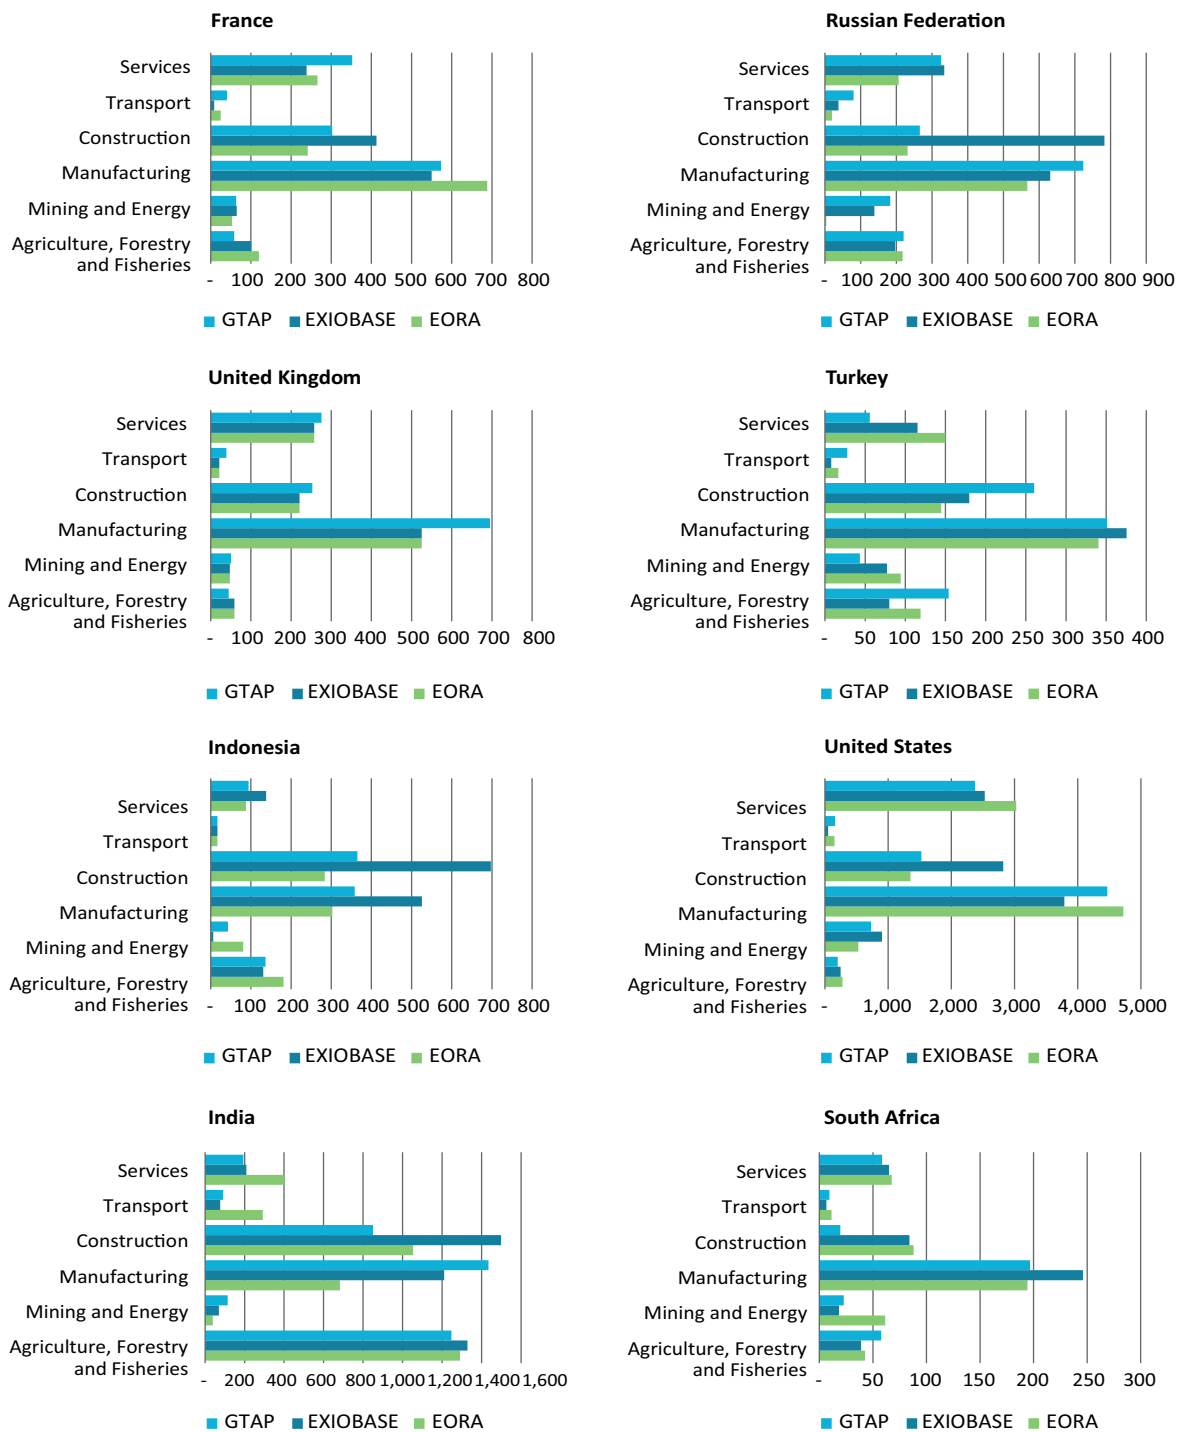 France
Services
Transport
Construction
Manufacturing
Mining and Energy
Agriculture, Forestry
and Fisheries
- 100 200 300 400 500 600 700 800
GTAP EXIOBASE EORA
Russian Federation
Services
Transport
Construction
Manufacturing
Mining and Energy
Agriculture, Forestry
and Fisheries
- 100 200 300 400 500 600 700 800 900
GTAP EXIOBASE EORA
United Kingdom
Services
Transport
Construction
Manufacturing
Mining and Energy
Agriculture, Forestry
and Fisheries
- 100 200 300 400 500 600 700 800
GTAP EXIOBASE EORA
Turkey
Services
Transport
Construction
Manufacturing
Mining and Energy
Agriculture, Forestry
and Fisheries
- 50 100 150 200 250 300 350 400
GTAP EXIOBASE EORA
Indonesia
Services
Transport
Construction
Manufacturing
Mining and Energy
Agriculture, Forestry
and Fisheries
- 100 200 300 400 500 600 700 800
GTAP EXIOBASE EORA
United States
Services
Transport
Construction
Manufacturing
Mining and Energy
Agriculture, Forestry
and Fisheries
- 1,000 2,000 3,000 4,000 5,000
GTAP EXIOBASE EORA
India
Services
Transport
Construction
Manufacturing
Mining and Energy
Agriculture, Forestry
and Fisheries
- 200 400 600 800 1,000 1,200 1,400 1,600
GTAP EXIOBASE EORA
South Africa
Services
Transport
Construction
Manufacturing
Mining and Energy
Agriculture, Forestry
and Fisheries
- 50 100 150 200 250 300
GTAP EXIOBASE EORA